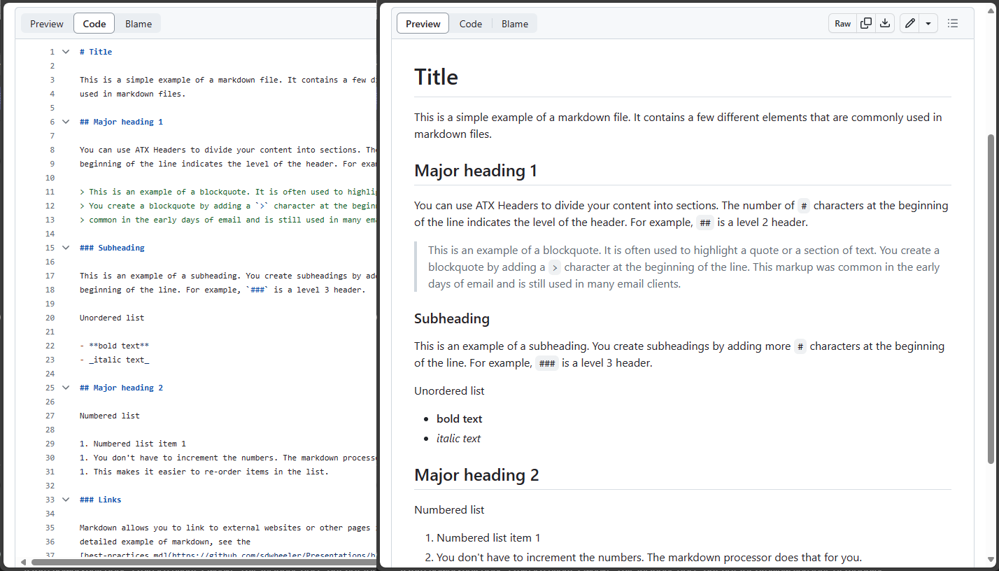 Preview Code Blame
1 # Title
2
3 This is a simple example of a markdown file. It contains a few
4 used in markdown files.
5
6 ## Major heading 1
7
8 You can use ATX Headers to divide your content into sections.
9 beginning of the line indicates the level of the header. For
10
11 > This is an example of a blockquote. It is often used to
12 > You create a blockquote by adding a `>` character at the
13 > common in the early days of email and is still used in many
14
15 ### Subheading
16
17 This is an example of a subheading. You create subheadings by
18 beginning of the line. For example, `###` is a level 3 header.
19
20 Unordered list
21
22 - **bold text**
23 - _italic text_
24
25 ## Major heading 2
26
27 Numbered list
28
29 1. Numbered list item 1
30 1. You don't have to increment the numbers. The markdown
31 1. This makes it easier to re-order items in the list.
32
33 ### Links
34
35 Markdown allows you to link to external websites or other pages
36 detailed example of markdown, see the
37 [best-practices.md](https://github.com/sdwheeler/Presentations/
Preview Code Blame Raw
Title
This is a simple example of a markdown file. It contains a few different elements that are commonly used in
markdown files.
Major heading 1
You can use ATX Headers to divide your content into sections. The number of # characters at the beginning
of the line indicates the level of the header. For example, ## is a level 2 header.
This is an example of a blockquote. It is often used to highlight a quote or a section of text. You create a
blockquote by adding a > character at the beginning of the line. This markup was common in the early
days of email and is still used in many email clients.
Subheading
This is an example of a subheading. You create subheadings by adding more # characters at the beginning
of the line. For example, ### is a level 3 header.
Unordered list
• bold text
• italic text
Major heading 2
Numbered list
1. Numbered list item 1
2. You don't have to increment the numbers. The markdown processor does that for you.